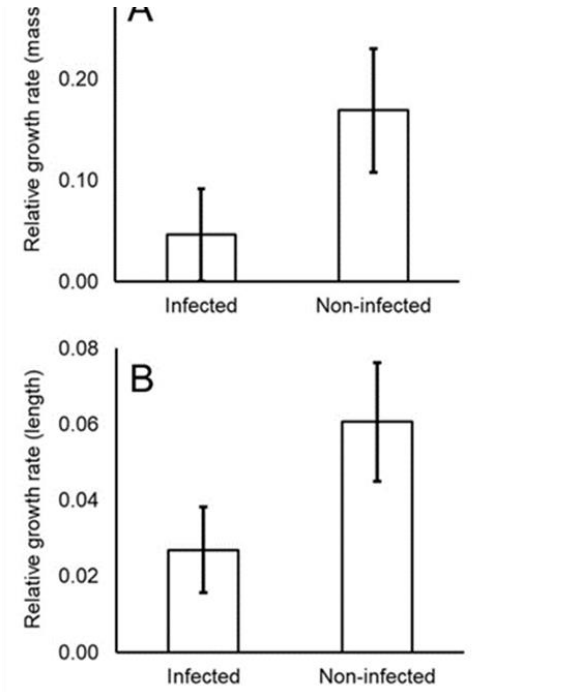 A
Relative growth rate (mass
0.20
0.10
0.00
Infected Non-infected
B
Relative growth rate (length)
0.08
0.06
0.04
0.02
0.00
Infected Non-infected